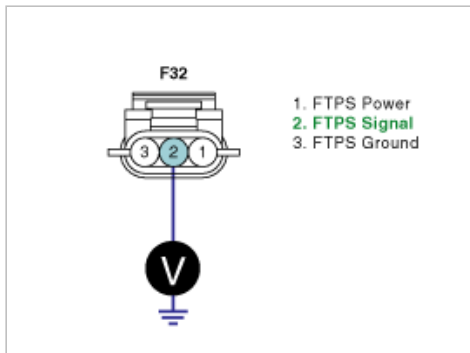 F32
1. FTPS Power
2. FTPS Signal
3. FTPS Ground
3 2 1
V